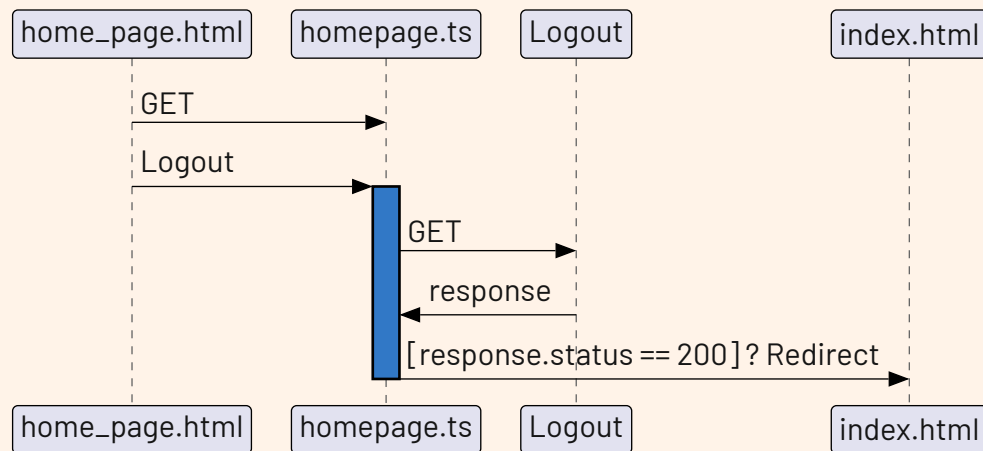 home_page.html homepage.ts Logout index.html
GET
Logout
GET
response
[response.status == 200] ? Redirect
home_page.html homepage.ts Logout index.html